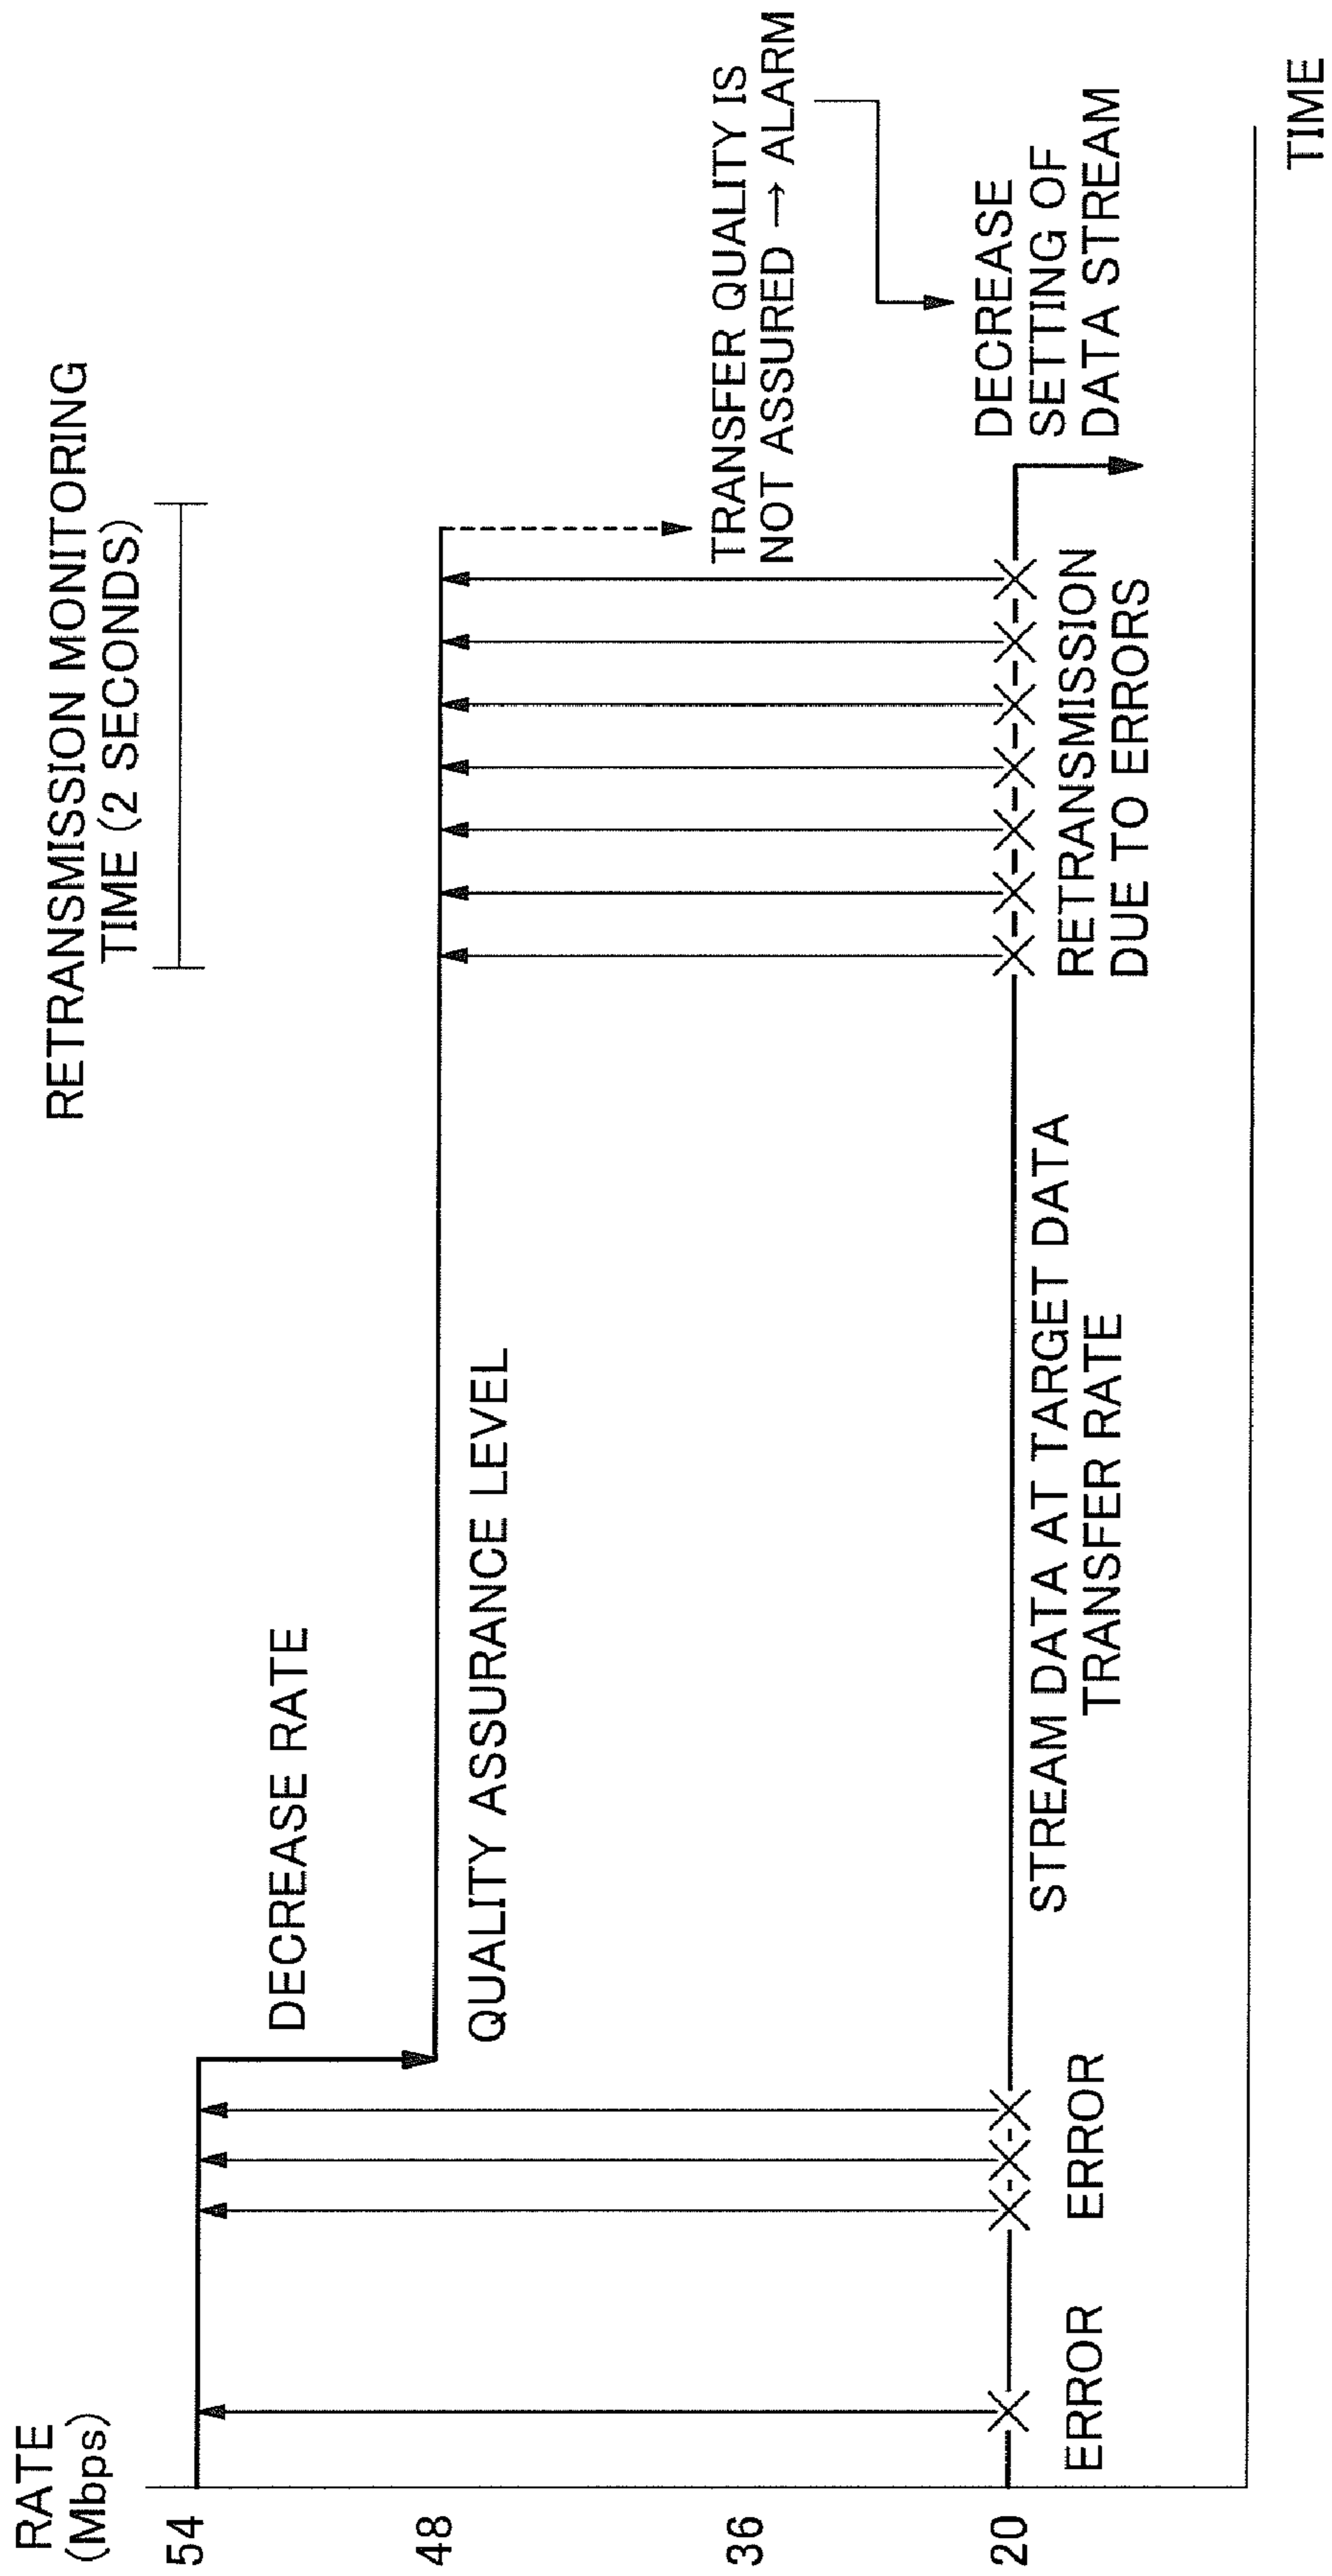 RATE
(Mbps)
54
48
36
20
RETRANSMISSION MONITORING
TIME (2 SECONDS)
DECREASE RATE
QUALITY ASSURANCE LEVEL
TRANSFER QUALITY IS
NOT ASSURED → ALARM
DECREASE
SETTING OF
DATA STREAM
ERROR
ERROR
STREAM DATA AT TARGET DATA
TRANSFER RATE
RETRANSMISSION
DUE TO ERRORS
TIME